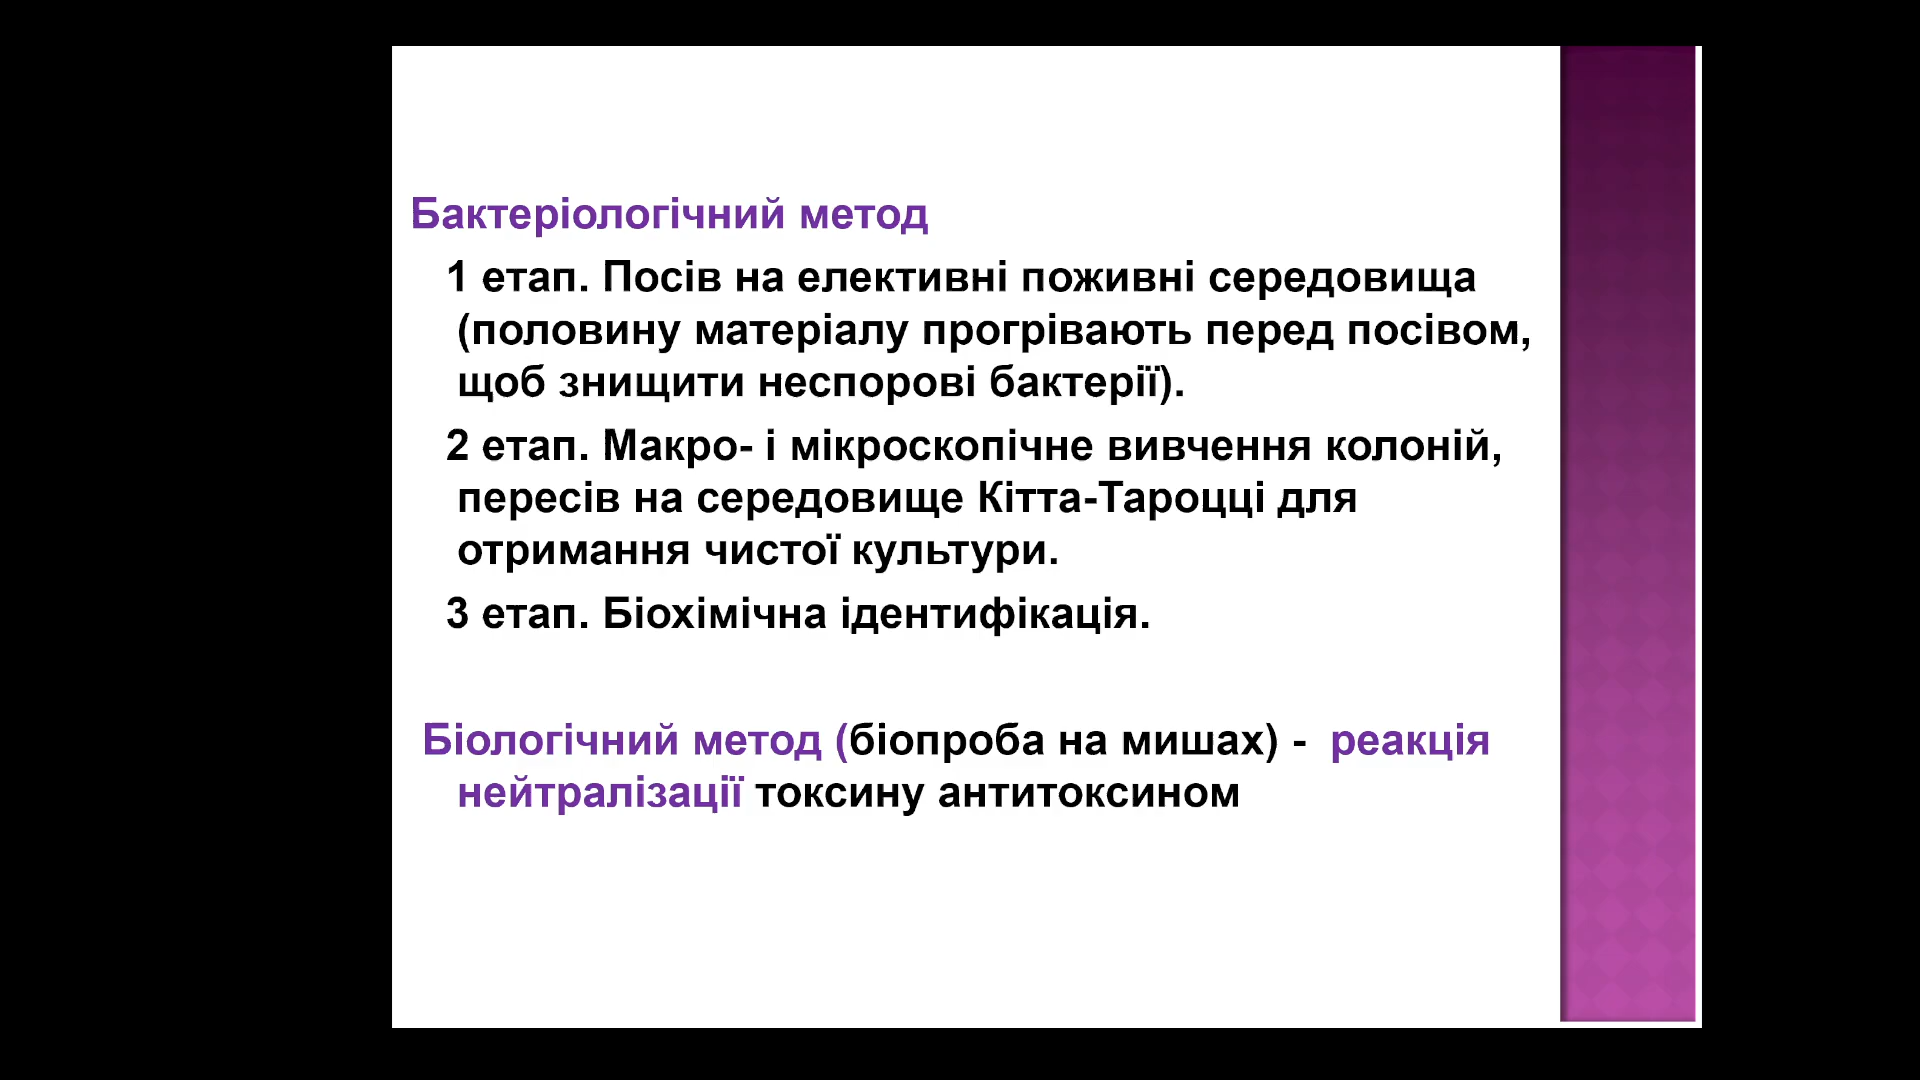 Бактеріологічний метод
1 етап. Посів на елективні поживні середовища
(половину матеріалу прогрівають перед посівом,
щоб знищити неспорові бактерії).
2 етап. Макро- і мікроскопічне вивчення колоній,
пересів на середовище Кітта-Тароцці для
отримання чистої культури.
3 етап. Біохімічна ідентифікація.
Біологічний метод (біопроба на мишах) - реакція
нейтралізації токсину антитоксином